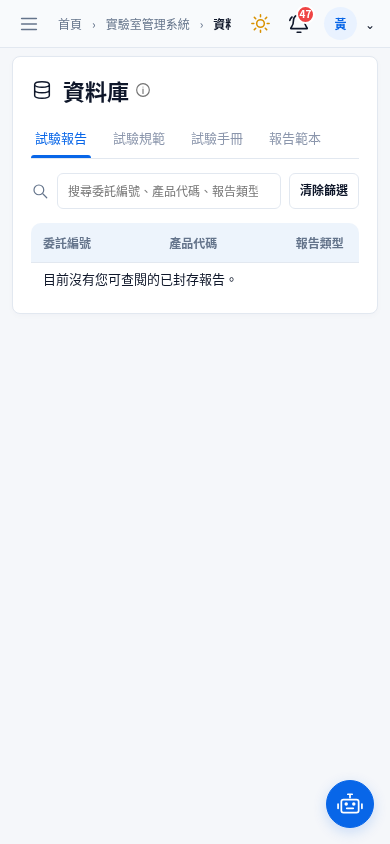 首頁 › 實驗室管理系統 ›
47
黃
資料庫
試驗報告 試驗規範 試驗手冊 報告範本
搜尋委託編號、產品代碼、報告類型 清除篩選
委託編號 產品代碼 報告類型
目前沒有您可查閱的已封存報告。